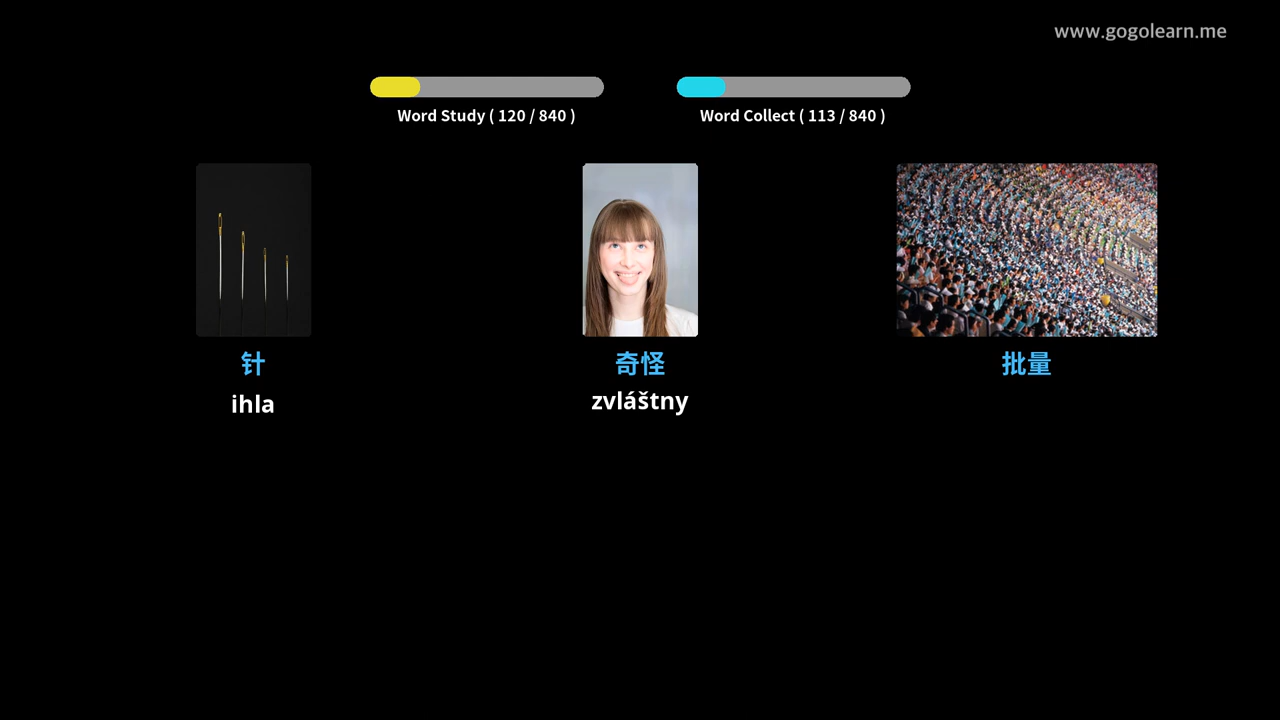 www.gogolearn.me
Word Study ( 120 / 840 )
Word Collect ( 113 / 840 )
针
奇怪
批量
ihla
zvláštny